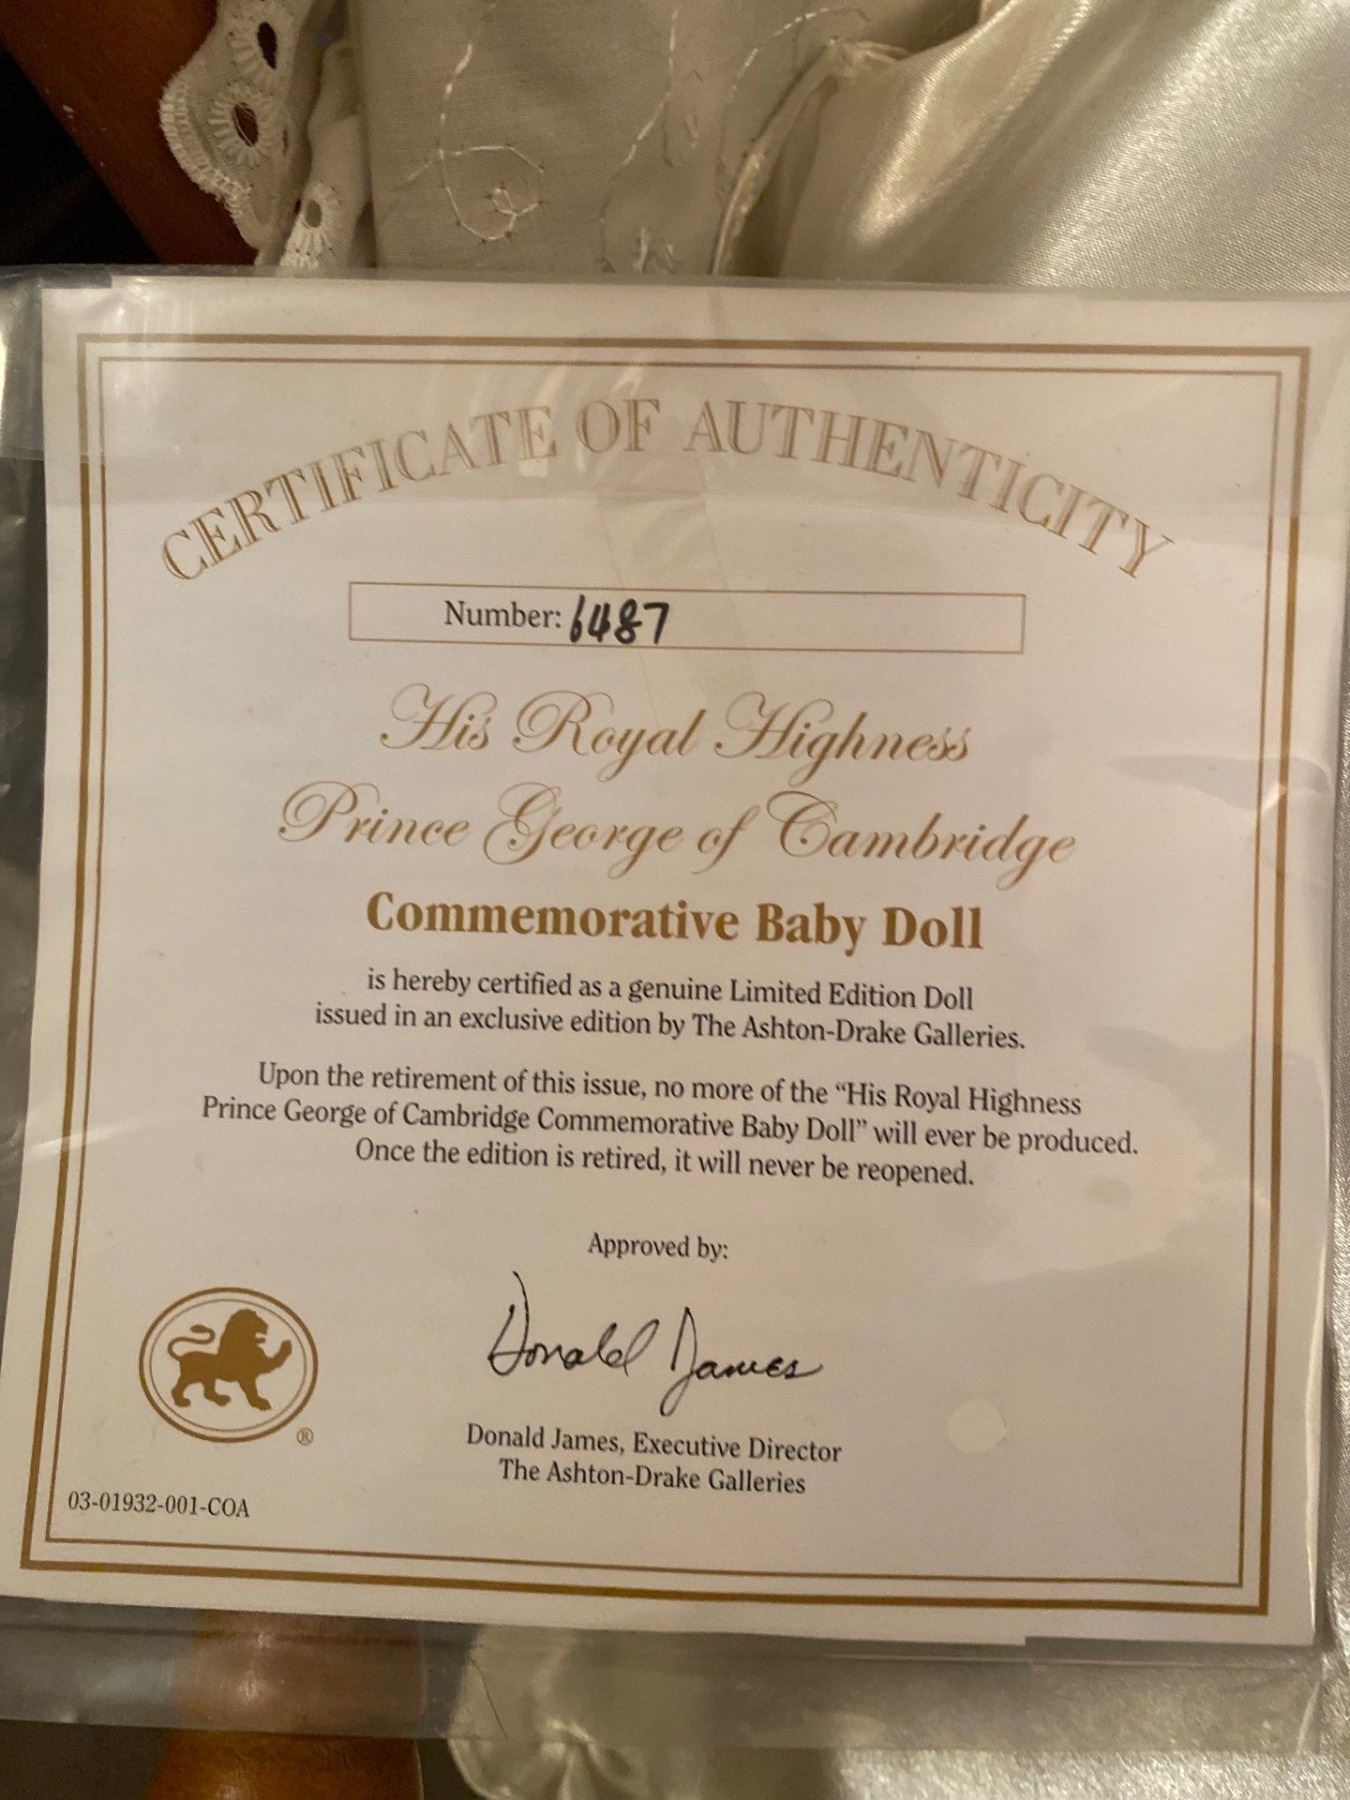 CERTIFICATE OF AUTHENTICITY
Number: 6487
His Royal Highness
Prince George of Cambridge
Commemorative Baby Doll
is hereby certified as a genuine Limited Edition Doll
issued in an exclusive edition by The Ashton-Drake Galleries.
Upon the retirement of this issue, no more of the “His Royal Highness
Prince George of Cambridge Commemorative Baby Doll” will ever be produced.
Once the edition is retired, it will never be reopened.
Approved by:
Donald James
Donald James, Executive Director
The Ashton-Drake Galleries
®
03-01932-001-COA